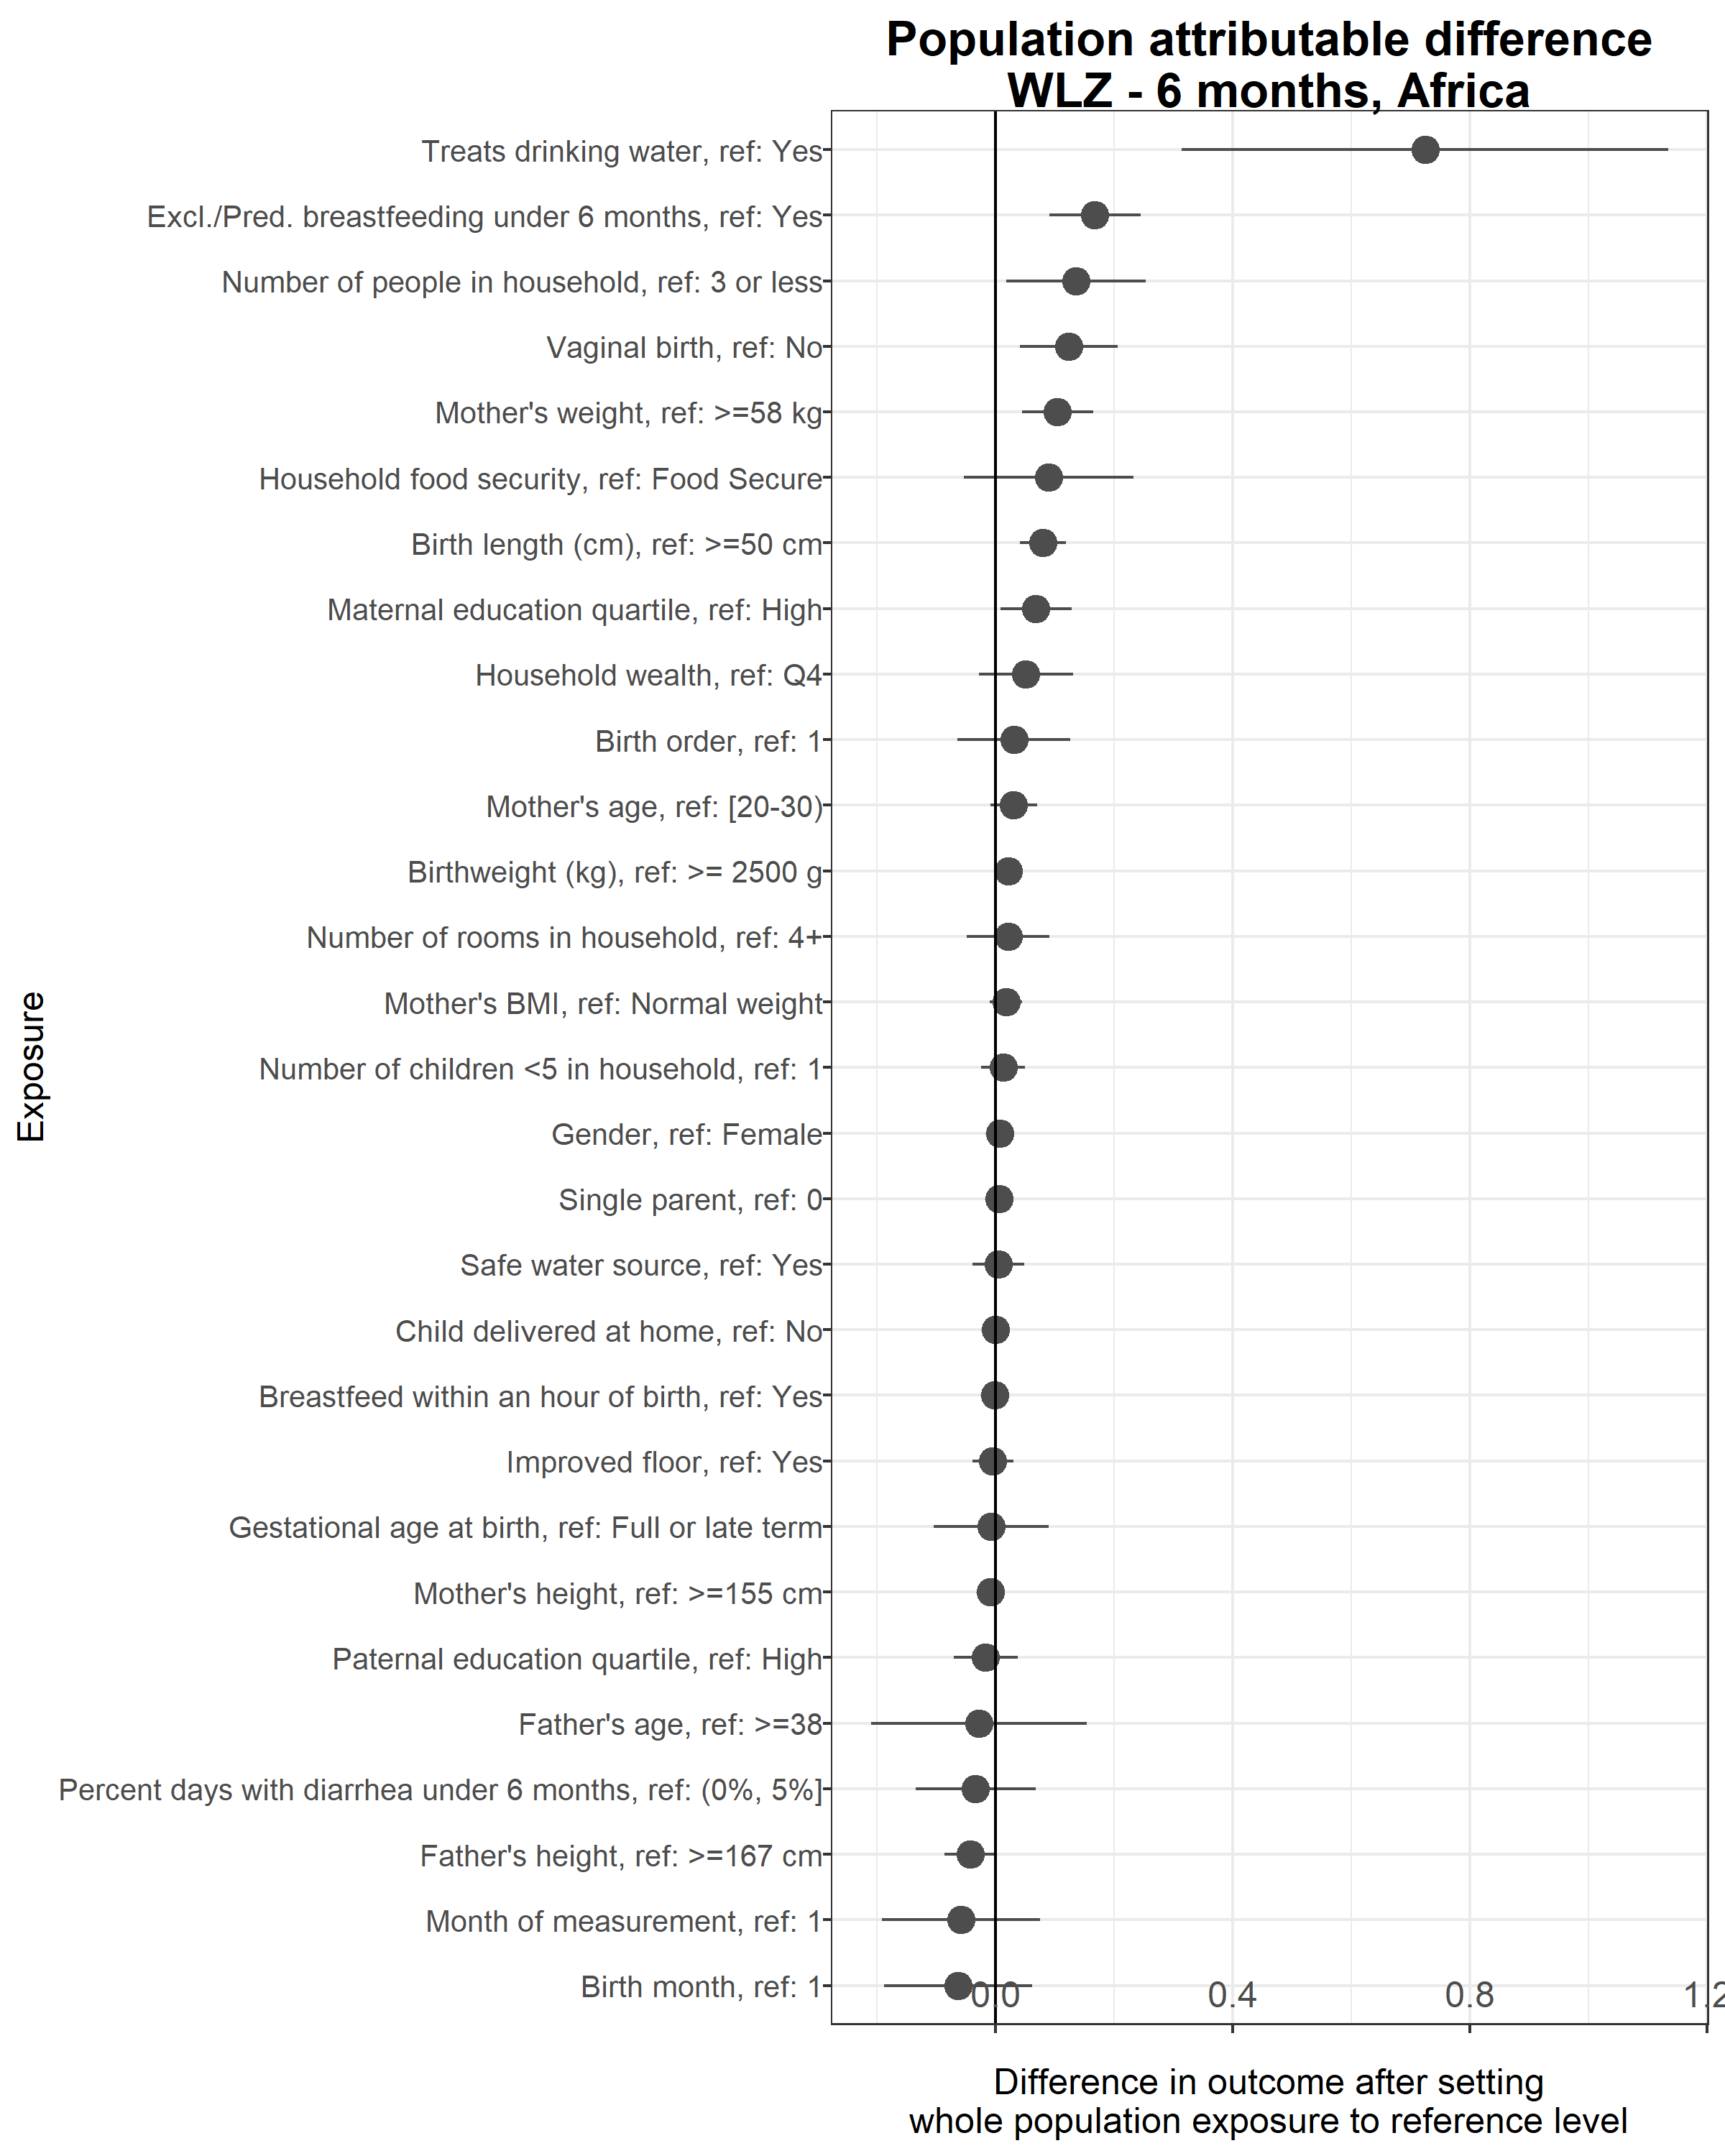 Population attributable difference
WLZ - 6 months, Africa
Treats drinking water, ref: Yes
Excl./Pred. breastfeeding under 6 months, ref: Yes
Number of people in household, ref: 3 or less
Vaginal birth, ref: No
Mother's weight, ref: >=58 kg
Household food security, ref: Food Secure
Birth length (cm), ref: >=50 cm
Maternal education quartile, ref: High
Household wealth, ref: Q4
Birth order, ref: 1
Mother's age, ref: [20-30)
Birthweight (kg), ref: >= 2500 g
Number of rooms in household, ref: 4+
Mother's BMI, ref: Normal weight
Number of children <5 in household, ref: 1
Gender, ref: Female
Single parent, ref: 0
Safe water source, ref: Yes
Child delivered at home, ref: No
Breastfeed within an hour of birth, ref: Yes
Improved floor, ref: Yes
Gestational age at birth, ref: Full or late term
Mother's height, ref: >=155 cm
Paternal education quartile, ref: High
Father's age, ref: >=38
Percent days with diarrhea under 6 months, ref: (0%, 5%]
Father's height, ref: >=167 cm
Month of measurement, ref: 1
Birth month, ref: 1
Exposure
0.0 0.4 0.8 1.2
Difference in outcome after setting
whole population exposure to reference level